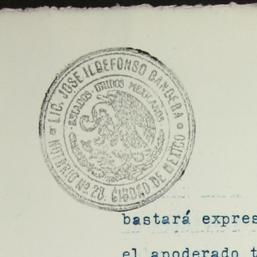 LIC. JOSE ILDEFONSO BANDERA
ESTADOS UNIDOS MEXICANOS
NOTARIO No 28. CIUDAD DE MEXICO
bastará expres
el apoderado t